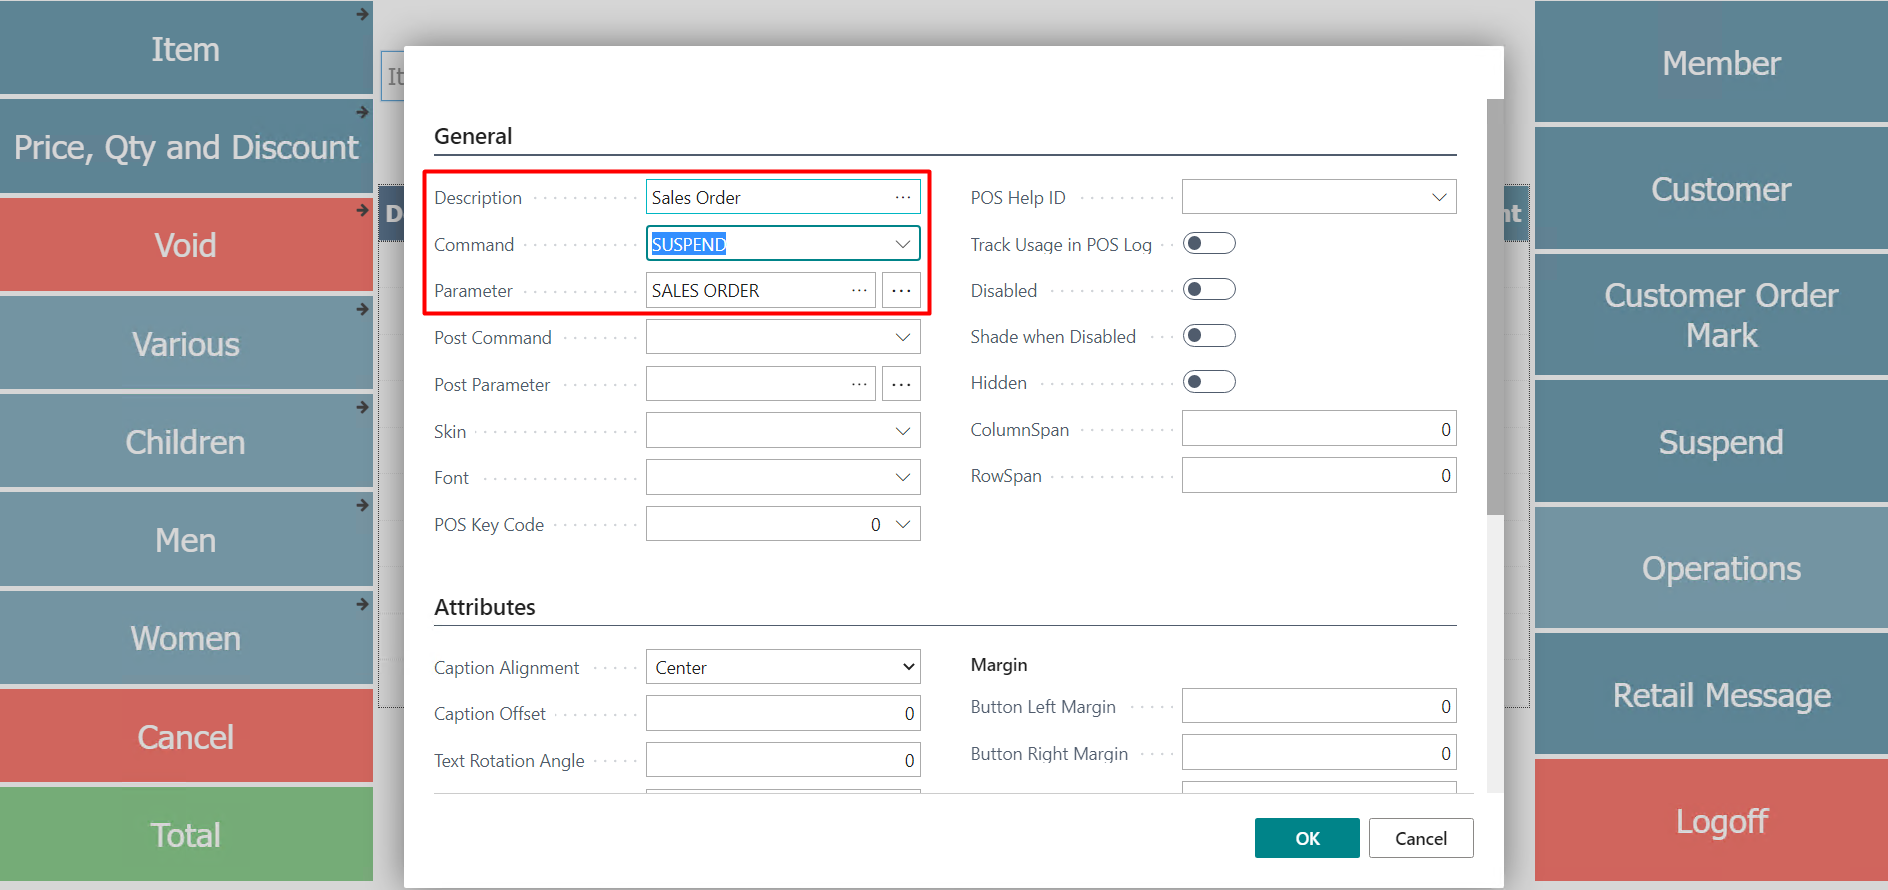 Item
Price, Qty and Discount
Void
Various
Children
Men
Women
Cancel
Total
It
D
General
Description
Sales Order
Command
SUSPEND
Parameter
SALES ORDER
Post Command
Post Parameter
Skin
Font
POS Key Code
0
POS Help ID
Track Usage in POS Log
Disabled
Shade when Disabled
Hidden
ColumnSpan
0
RowSpan
0
Attributes
Caption Alignment
Center
Caption Offset
0
Text Rotation Angle
0
Margin
Button Left Margin
0
Button Right Margin
0
OK
Cancel
nt
Member
Customer
Customer Order
Mark
Suspend
Operations
Retail Message
Logoff